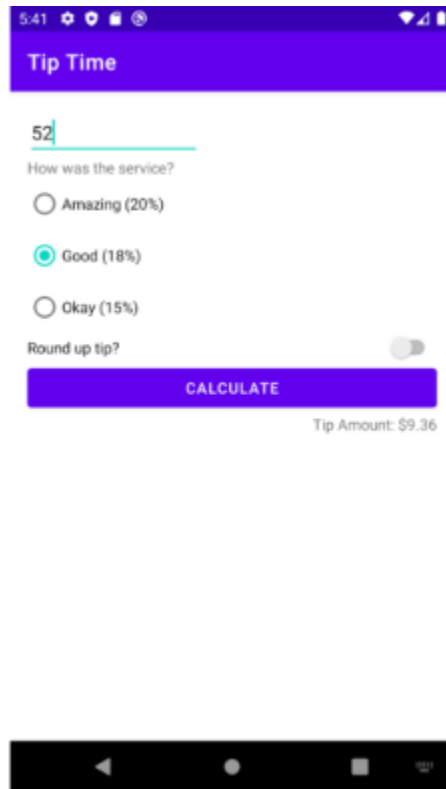 5:41
Tip Time
52
How was the service?
Amazing (20%)
Good (18%)
Okay (15%)
Round up tip?
CALCULATE
Tip Amount: $9.36